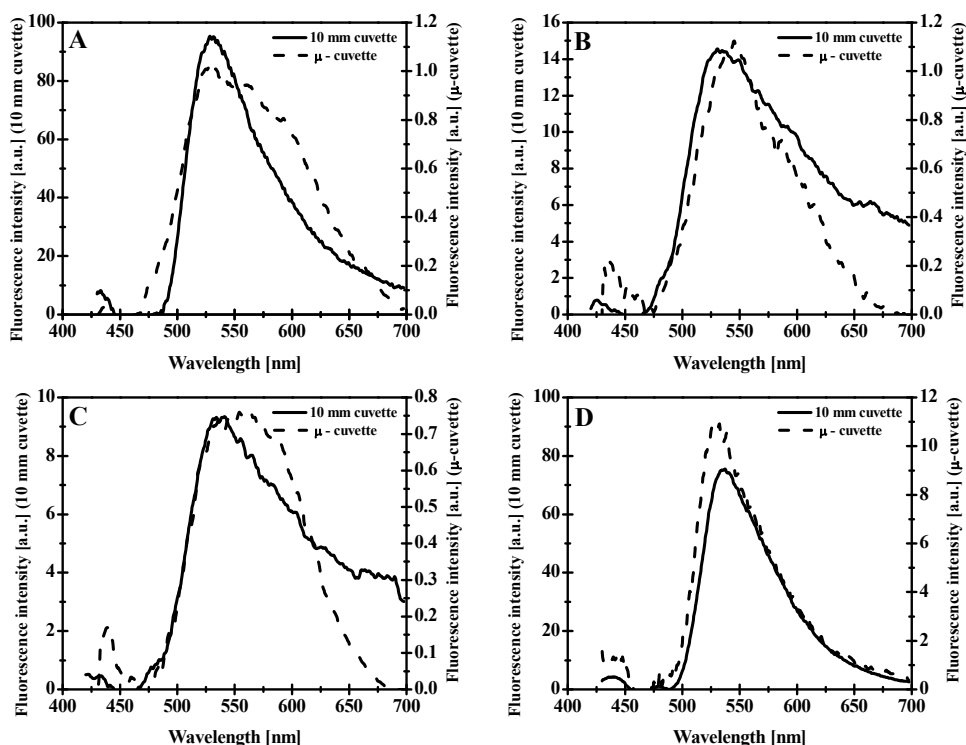 A
10 mm cuvette
μ - cuvette
Fluorescence intensity [a.u.] (10 mm cuvette)
100
80
60
40
20
0
1.2
1.0
0.8
0.6
0.4
0.2
0.0
Fluorescence intensity [a.u.] (μ-cuvette)
400 450 500 550 600 650 700
Wavelength [nm]
B
10 mm cuvette
μ - cuvette
Fluorescence intensity [a.u.] (10 mm cuvette)
16
14
12
10
8
6
4
2
0
1.2
1.0
0.8
0.6
0.4
0.2
0.0
Fluorescence intensity [a.u.] (μ-cuvette)
400 450 500 550 600 650 700
Wavelength [nm]
C
10 mm cuvette
μ - cuvette
Fluorescence intensity [a.u.] (10 mm cuvette)
10
8
6
4
2
0
0.8
0.7
0.6
0.5
0.4
0.3
0.2
0.1
0.0
Fluorescence intensity [a.u.] (μ-cuvette)
400 450 500 550 600 650 700
Wavelength [nm]
D
10 mm cuvette
μ - cuvette
Fluorescence intensity [a.u.] (10 mm cuvette)
100
80
60
40
20
0
12
10
8
6
4
2
0
Fluorescence intensity [a.u.] (μ-cuvette)
400 450 500 550 600 650 700
Wavelength [nm]